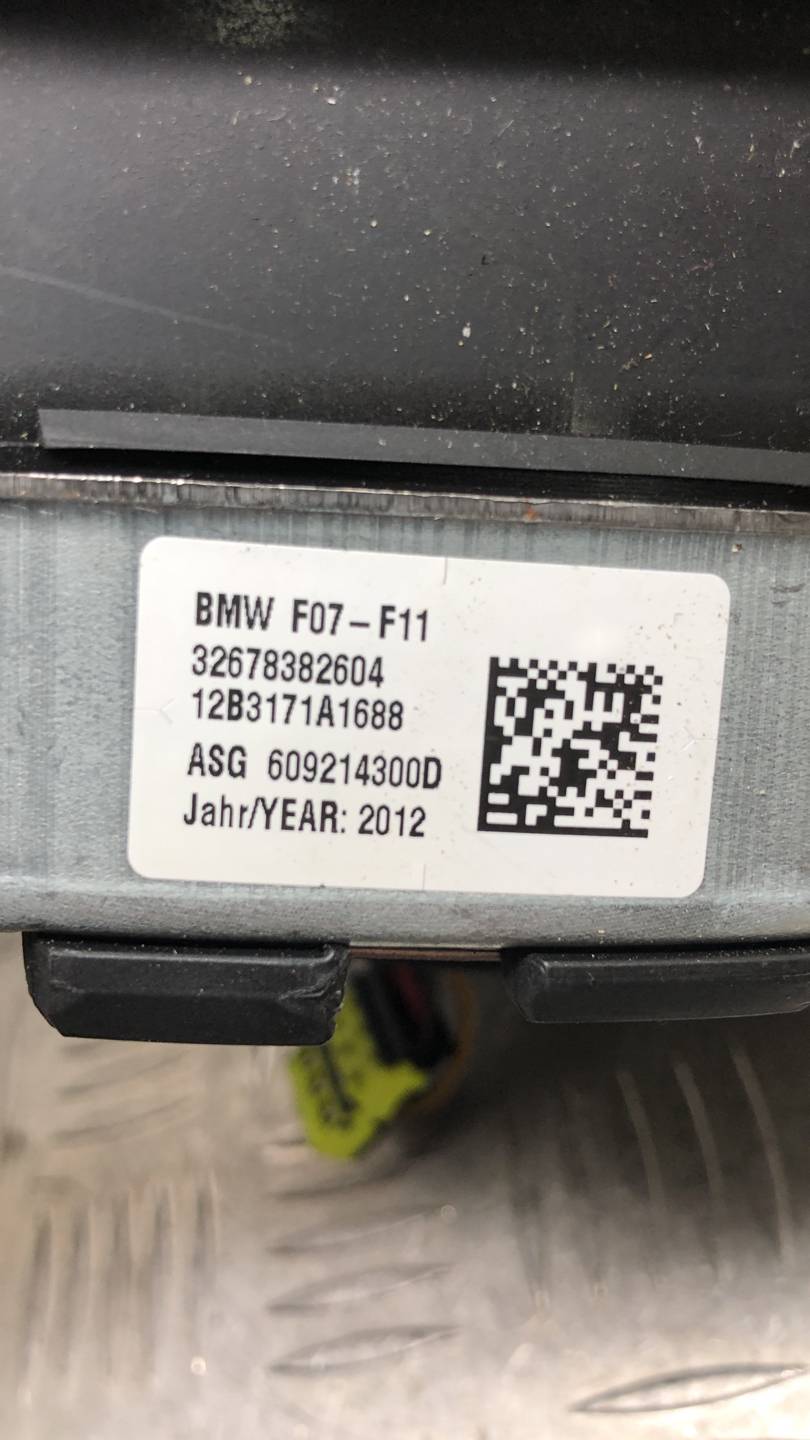 BMW F07-F11
32678382604
12B3171A1688
ASG 609214300D
Jahr/YEAR: 2012